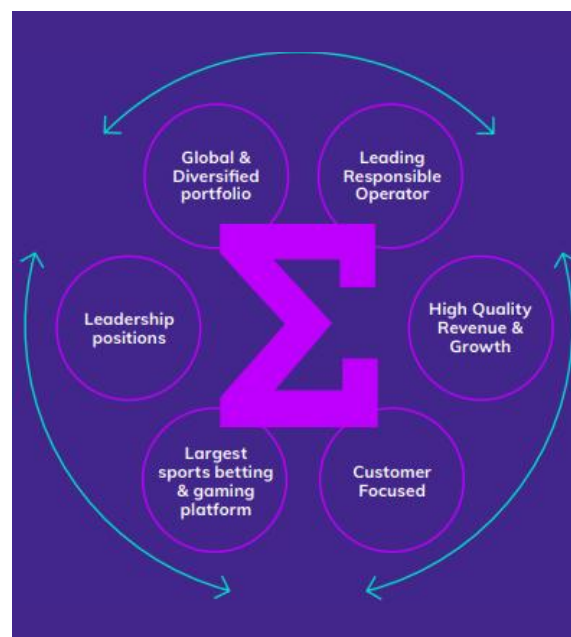 Global &
Diversified
portfolio
Leading
Responsible
Operator
Leadership
positions
High Quality
Revenue &
Growth
Largest
sports betting
& gaming
platform
Customer
Focused